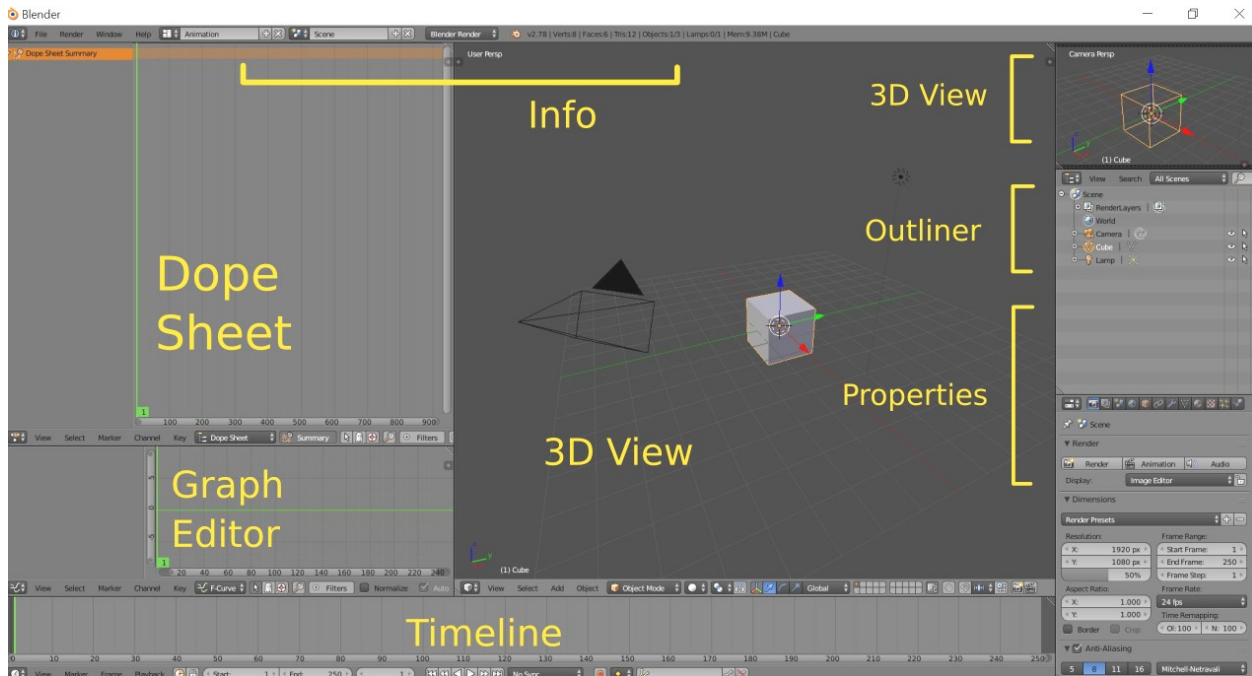 Blender
File Render Window Help Animation Scene Blender Render v2.78 | Verts:8 | Faces:6 | Tris:12 | Objects:1/3 | Lamps:0/1 | Mem:9.38M | Cube
Dope Sheet Summary
User Persp
Camera Persp
Info
3D View
(1) Cube
View Search All Scenes
Scene
RenderLayers
World
Camera
Cube
Lamp
Outliner
Dope
Sheet
Properties
3D View
1
100 200 300 400 500 600 700 800 900
View Select Marker Channel Key Dope Sheet Summary Filters
Graph
Editor
5
0
-5
1
20 40 60 80 100 120 140 160 180 200 220 240
(1) Cube
View Select Marker Channel Key F-Curve Filters Normalize Auto
View Select Add Object Object Mode Global
Scene
Render
Render Animation Audio
Display: Image Editor
Dimensions
Render Presets
Resolution: Frame Range:
X: 1920 px Start Frame: 1
Y: 1080 px End Frame: 250
50% Frame Step: 1
Aspect Ratio: Frame Rate:
X: 1.000 24 fps
Y: 1.000 Time Remapping:
Border Crop Ol: 100 N: 100
Anti-Aliasing
5 8 11 16 Mitchell-Netravali
Timeline
0 10 20 30 40 50 60 70 80 90 100 110 120 130 140 150 160 170 180 190 200 210 220 230 240 250
View Marker Frame Playback Start: 1 End: 250 1 No Sync